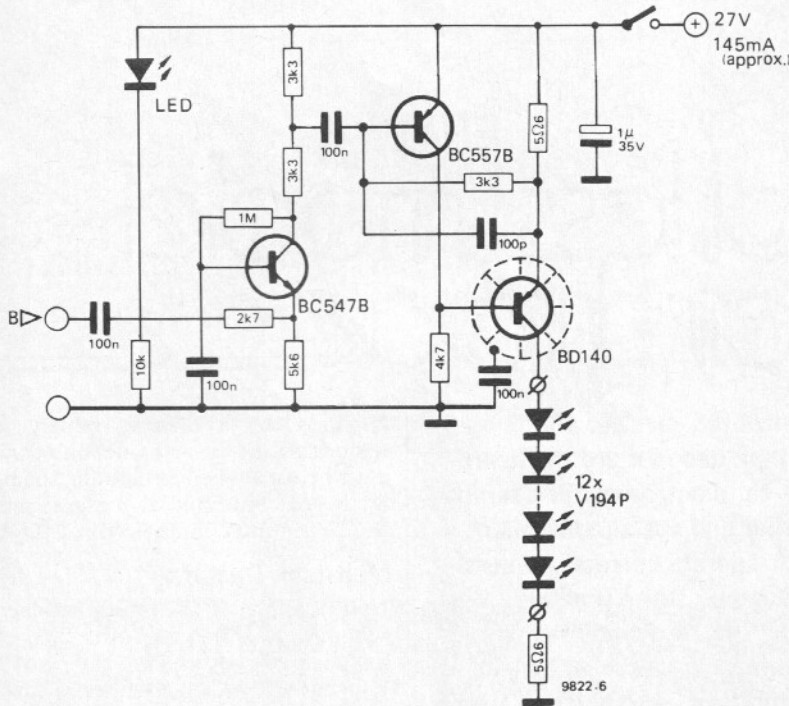 27V
145mA
(approx.)
LED
3k3
100n
BC557B
5Ω6
1μ
35V
3k3
3k3
1M
100p
BC547B
B
100n
2k7
BD140
10k
100n
5k6
4k7
100n
12x
V194P
5Ω6
9822-6